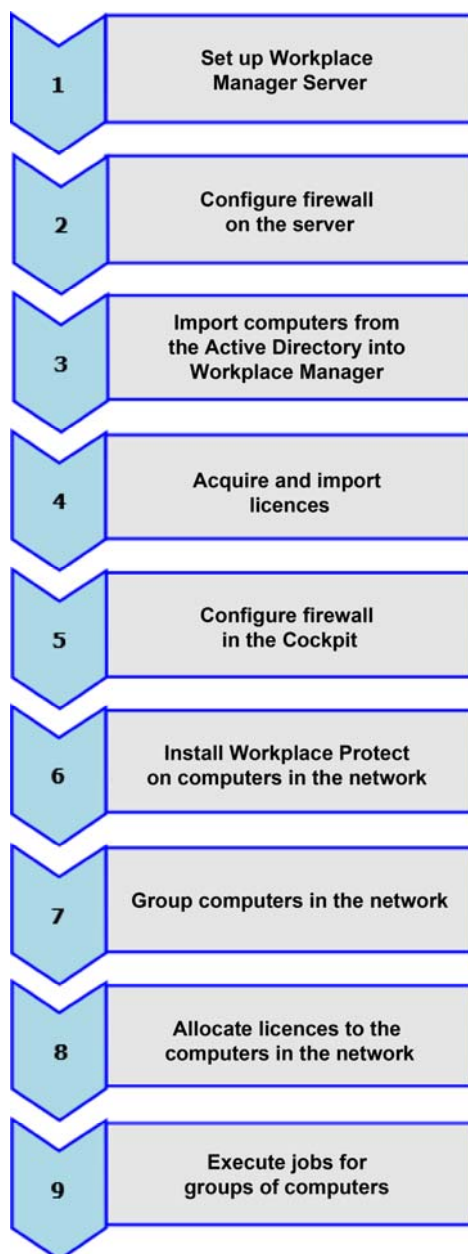 1
Set up Workplace
Manager Server
2
Configure firewall
on the server
3
Import computers from
the Active Directory into
Workplace Manager
4
Acquire and import
licences
5
Configure firewall
in the Cockpit
6
Install Workplace Protect
on computers in the network
7
Group computers in the network
8
Allocate licences to the
computers in the network
9
Execute jobs for
groups of computers